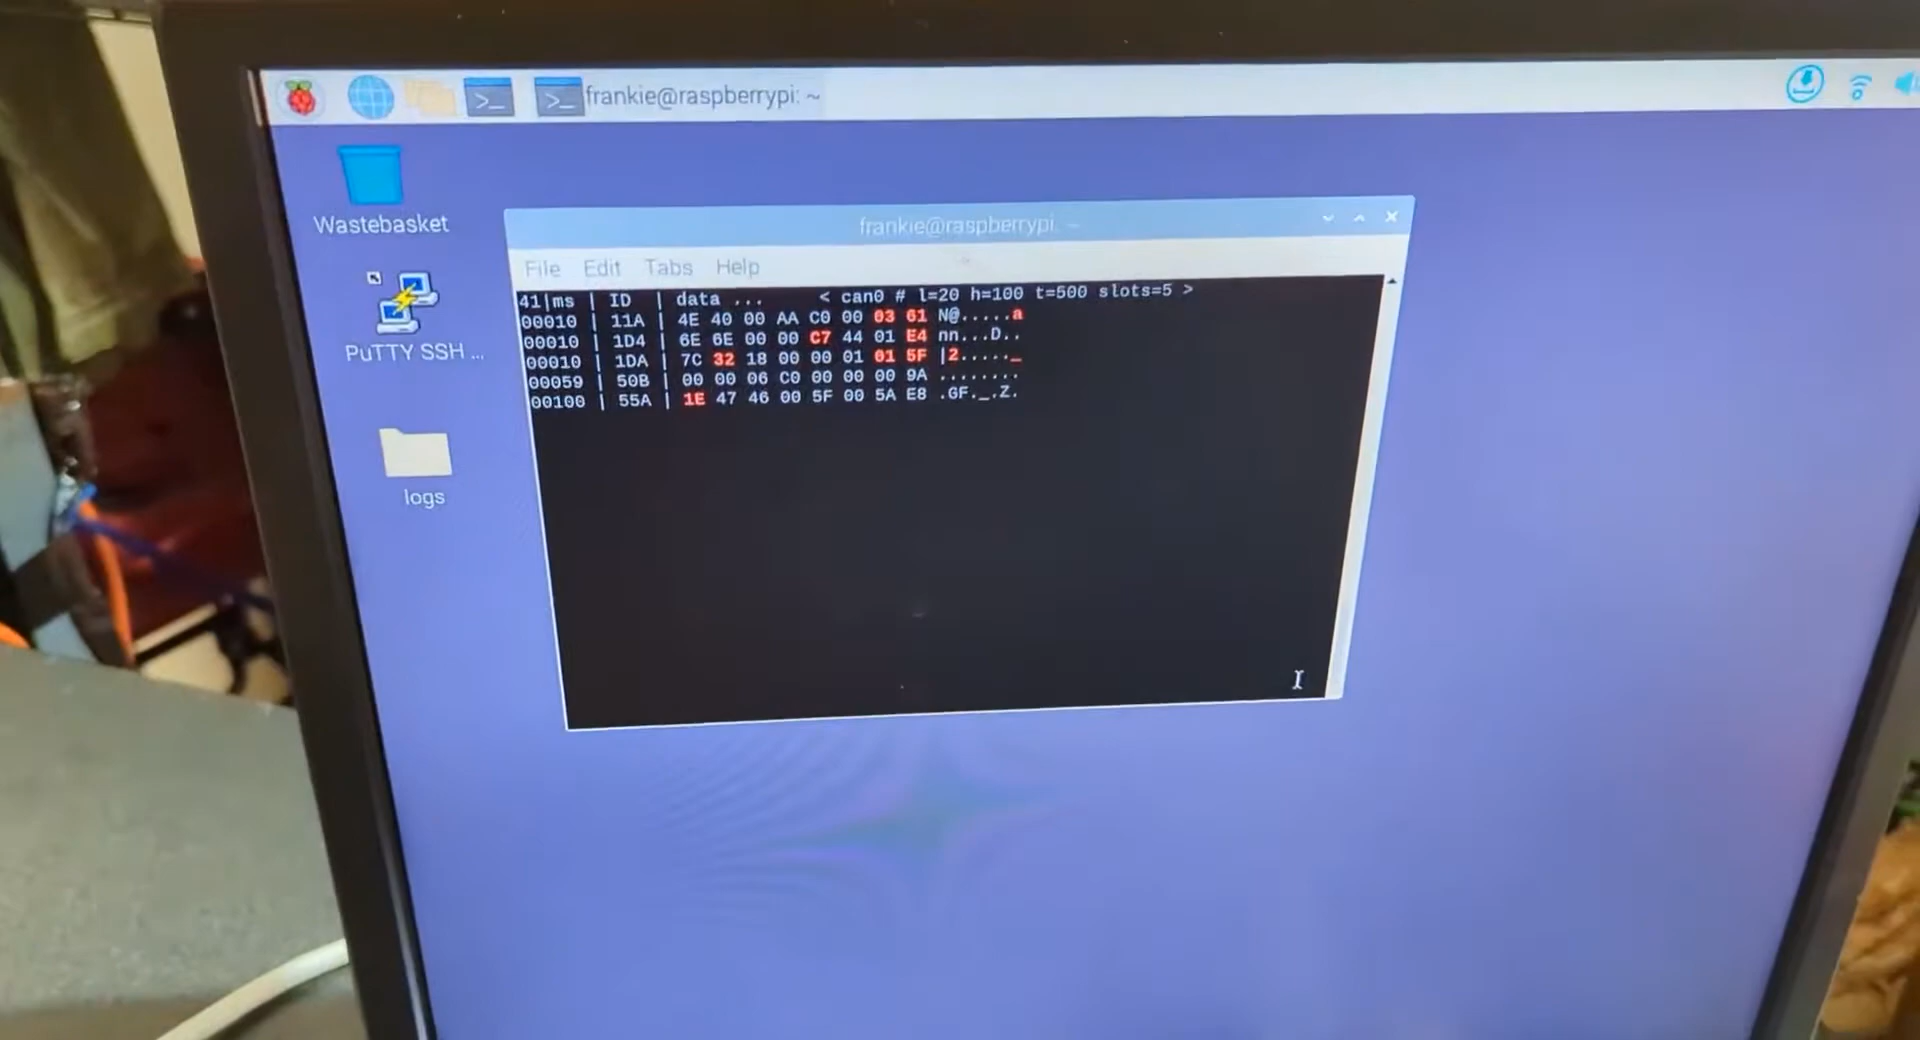 frankie@raspberrypi: ~
Wastebasket
PuTTY SSH ...
logs
frankie@raspberrypi: ~
File Edit Tabs Help
41|ms | ID | data ... < can0 # l=20 h=100 t=500 slots=5 >
00010 | 11A | 4E 40 00 AA C0 00 03 61 N@.....a
00010 | 1D4 | 6E 6E 00 00 C7 44 01 E4 nn...D..
00010 | 1DA | 7C 32 18 00 00 01 01 5F |2....._
00059 | 50B | 00 00 06 C0 00 00 00 9A ........
00100 | 55A | 1E 47 46 00 5F 00 5A E8 .GF._.Z.